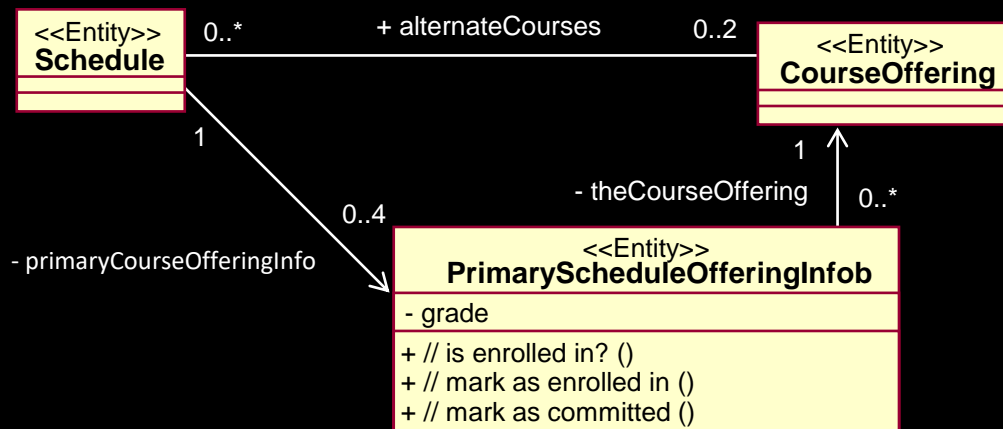 <<Entity>>
Schedule
0..*
+ alternateCourses
0..2
<<Entity>>
CourseOffering
1
1
- theCourseOffering
0..*
0..4
- primaryCourseOfferingInfo
<<Entity>>
PrimaryScheduleOfferingInfob
- grade
+ // is enrolled in? ()
+ // mark as enrolled in ()
+ // mark as committed ()